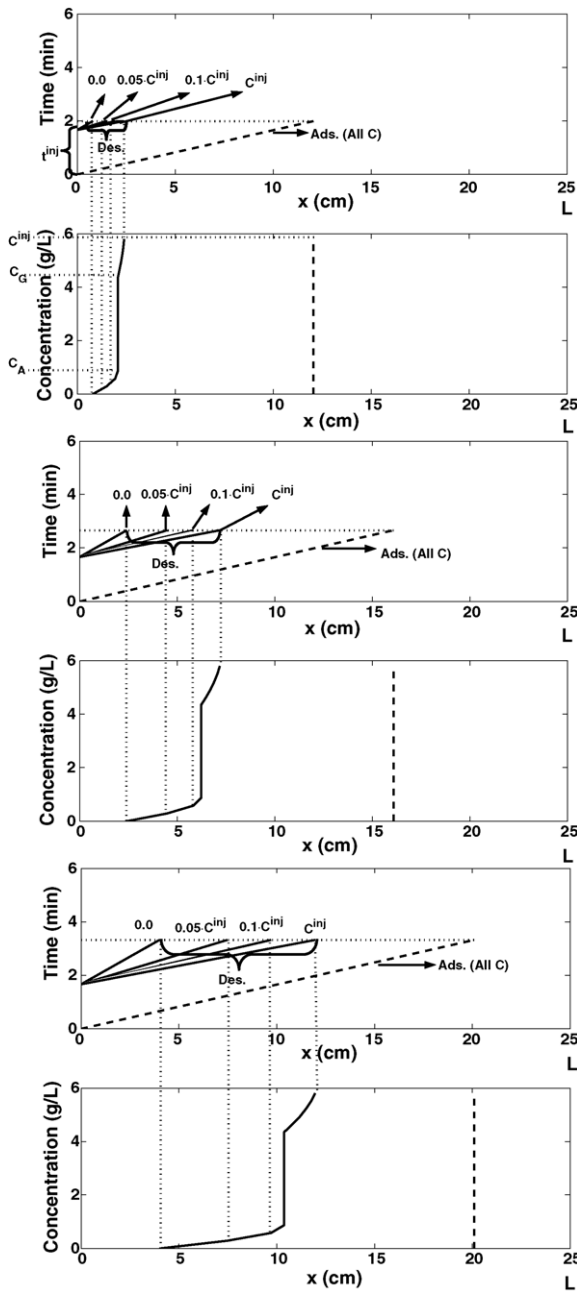 6
4
2
0
Time (min)
0.0
0.05·C^inj
0.1·C^inj
C^inj
t^inj
Des.
Ads. (All C)
0 5 10 15 20 25
x (cm)
L
C^inj
C_G
C_A
6
4
2
0
Concentration (g/L)
0 5 10 15 20 25
x (cm)
L
6
4
2
0
Time (min)
0.0 0.05·C^inj 0.1·C^inj C^inj
Des.
Ads. (All C)
0 5 10 15 20 25
x (cm)
L
6
4
2
0
Concentration (g/L)
0 5 10 15 20 25
x (cm)
L
6
4
2
0
Time (min)
0.0 0.05·C^inj 0.1·C^inj C^inj
Des.
Ads. (All C)
0 5 10 15 20 25
x (cm)
L
6
4
2
0
Concentration (g/L)
0 5 10 15 20 25
x (cm)
L